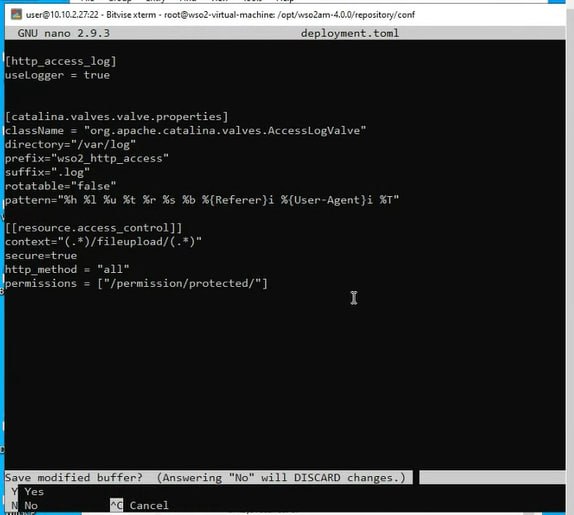 user@10.10.2.27:22 - Bitvise xterm - root@wso2-virtual-machine: /opt/wso2am-4.0.0/repository/conf
GNU nano 2.9.3 deployment.toml
[http_access_log]
useLogger = true
[catalina.valves.valve.properties]
className = "org.apache.catalina.valves.AccessLogValve"
directory="/var/log"
prefix="wso2_http_access"
suffix=".log"
rotatable="false"
pattern="%h %l %u %t %r %s %b %{Referer}i %{User-Agent}i %T"
[[resource.access_control]]
context="(.*)/fileupload/(.*)"
secure=true
http_method = "all"
permissions = ["/permission/protected/"]
Save modified buffer?  (Answering "No" will DISCARD changes.)
Y Yes
N No ^C Cancel